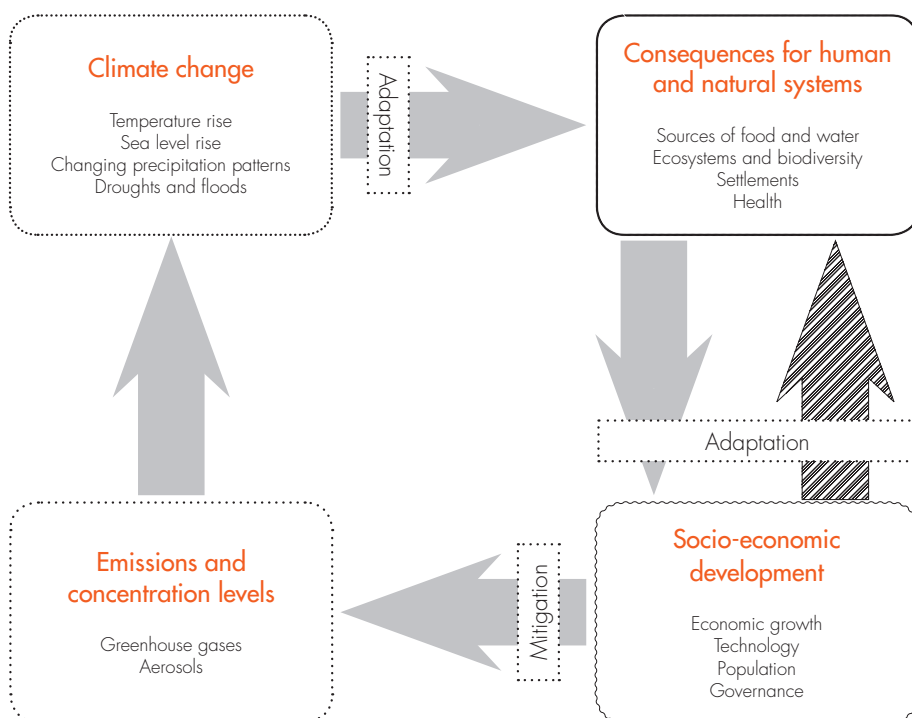 Climate change
Temperature rise
Sea level rise
Changing precipitation patterns
Droughts and floods
Adaptation
Consequences for human
and natural systems
Sources of food and water
Ecosystems and biodiversity
Settlements
Health
Adaptation
Emissions and
concentration levels
Greenhouse gases
Aerosols
Mitigation
Socio-economic
development
Economic growth
Technology
Population
Governance